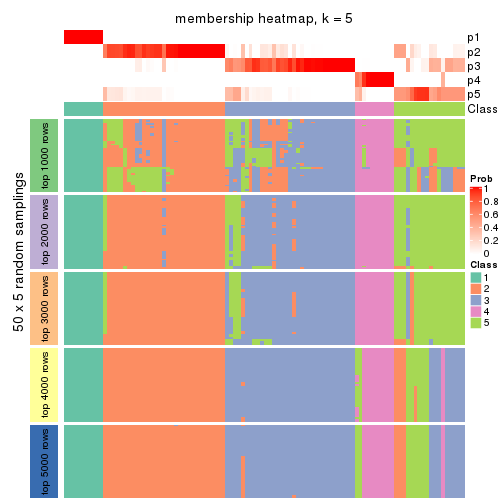 membership heatmap, k = 5
p1
p2
p3
p4
p5
Class
50 x 5 random samplings
top 1000 rows
top 2000 rows
top 3000 rows
top 4000 rows
top 5000 rows
Prob
1
0.8
0.6
0.4
0.2
0
Class
1
2
3
4
5